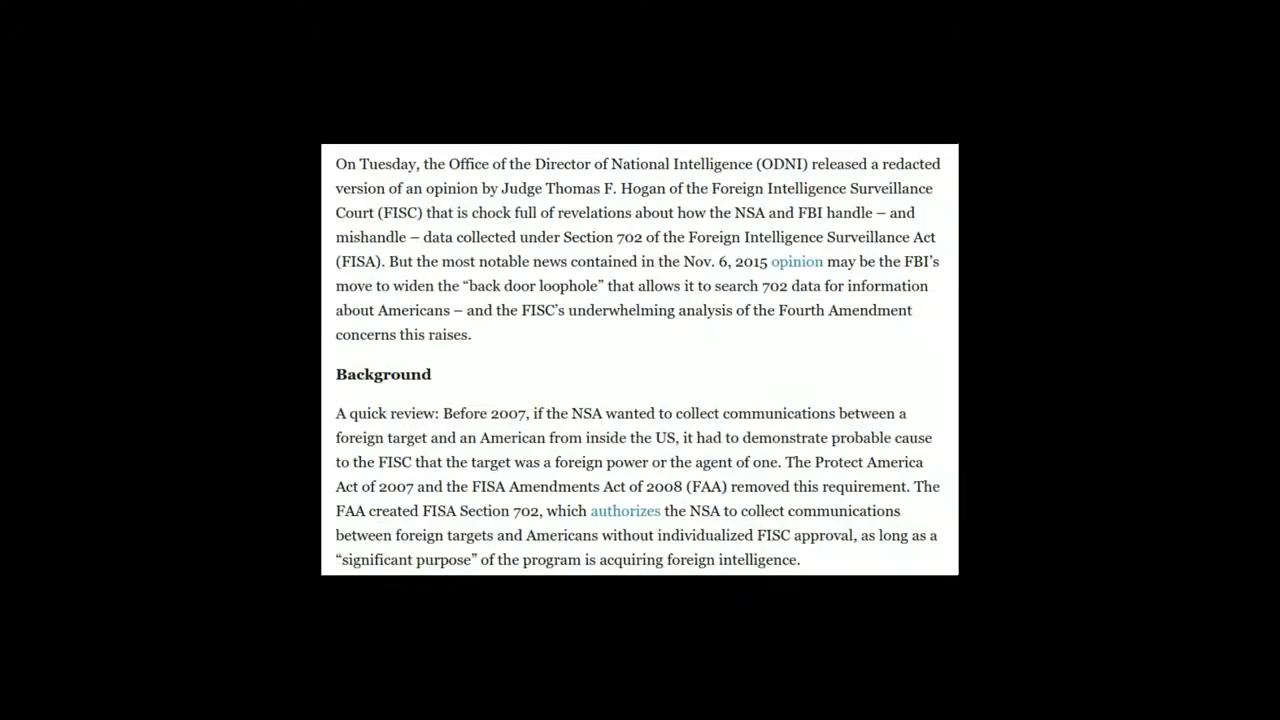 On Tuesday, the Office of the Director of National Intelligence (ODNI) released a redacted
version of an opinion by Judge Thomas F. Hogan of the Foreign Intelligence Surveillance
Court (FISC) that is chock full of revelations about how the NSA and FBI handle – and
mishandle – data collected under Section 702 of the Foreign Intelligence Surveillance Act
(FISA). But the most notable news contained in the Nov. 6, 2015 opinion may be the FBI’s
move to widen the “back door loophole” that allows it to search 702 data for information
about Americans – and the FISC’s underwhelming analysis of the Fourth Amendment
concerns this raises.
Background
A quick review: Before 2007, if the NSA wanted to collect communications between a
foreign target and an American from inside the US, it had to demonstrate probable cause
to the FISC that the target was a foreign power or the agent of one. The Protect America
Act of 2007 and the FISA Amendments Act of 2008 (FAA) removed this requirement. The
FAA created FISA Section 702, which authorizes the NSA to collect communications
between foreign targets and Americans without individualized FISC approval, as long as a
“significant purpose” of the program is acquiring foreign intelligence.